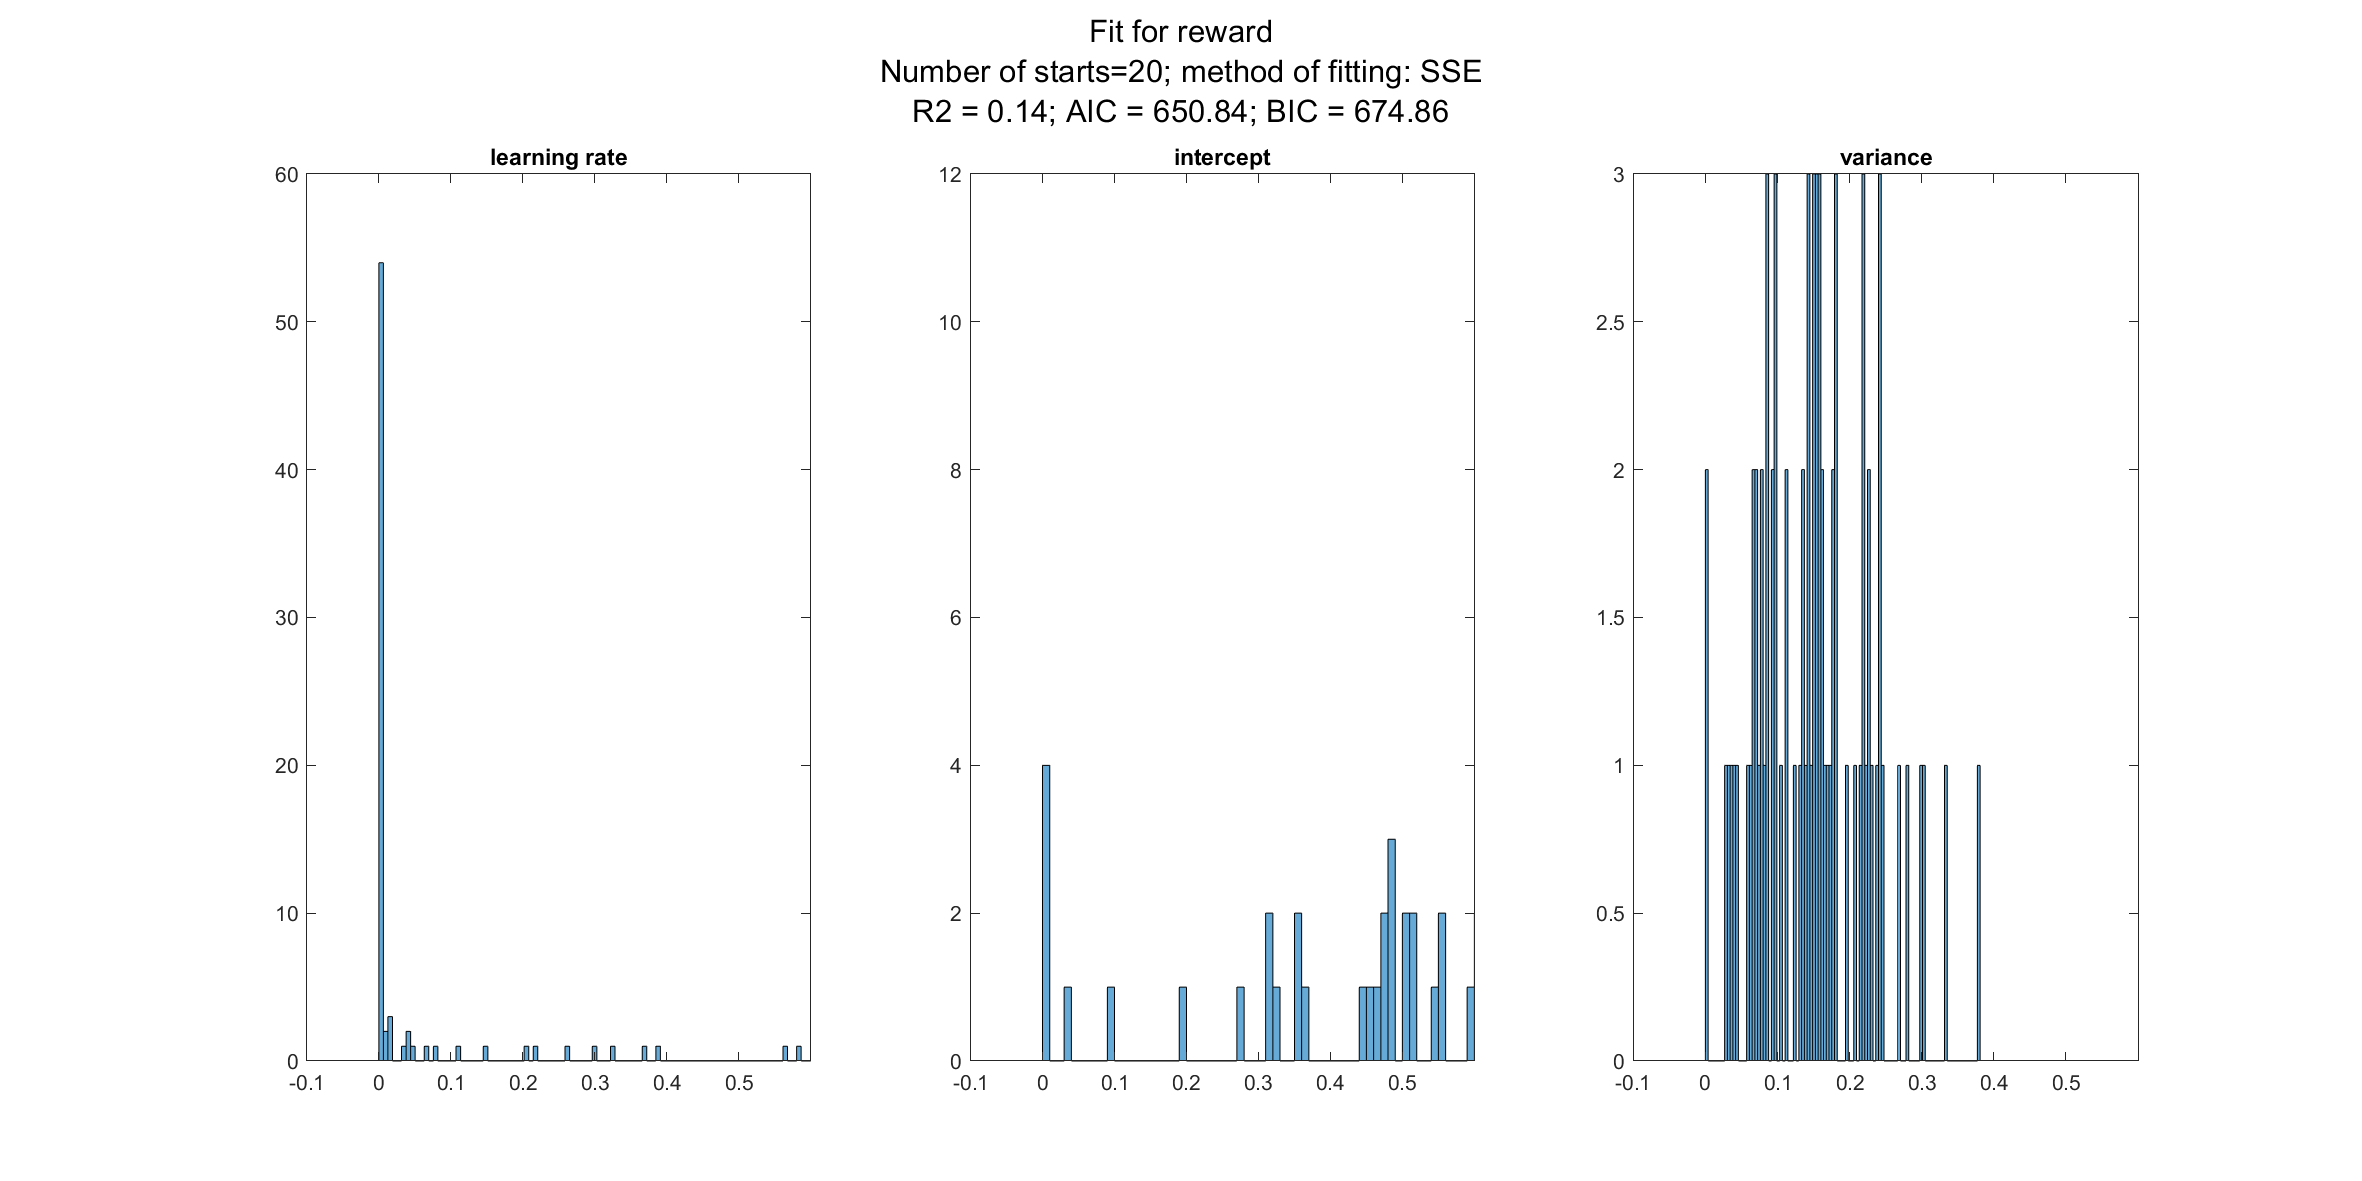 Fit for reward
Number of starts=20; method of fitting: SSE
R2 = 0.14; AIC = 650.84; BIC = 674.86
learning rate
60
50
40
30
20
10
0
-0.1 0 0.1 0.2 0.3 0.4 0.5
intercept
12
10
8
6
4
2
0
-0.1 0 0.1 0.2 0.3 0.4 0.5
variance
3
2.5
2
1.5
1
0.5
0
-0.1 0 0.1 0.2 0.3 0.4 0.5